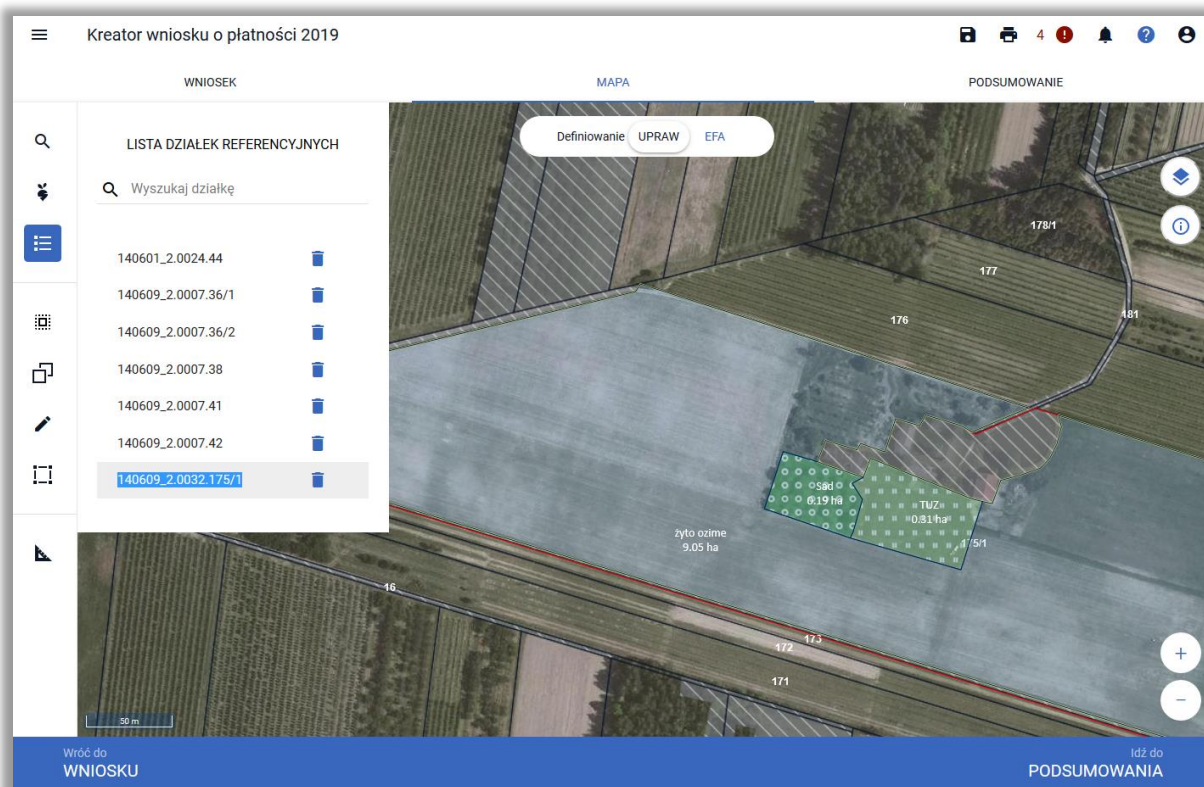 Kreator wniosku o płatności 2019
4
WNIOSEK
MAPA
PODSUMOWANIE
LISTA DZIAŁEK REFERENCYJNYCH
Wyszukaj działkę
140601_2.0024.44
140609_2.0007.36/1
140609_2.0007.36/2
140609_2.0007.38
140609_2.0007.41
140609_2.0007.42
140609_2.0032.175/1
Definiowanie UPRAW EFA
178/1
177
176
181
Sad
0.19 ha
TUZ
0.31 ha
175/1
żyto ozime
9.05 ha
16
173
172
171
50 m
Wróć do
WNIOSKU
Idź do
PODSUMOWANIA